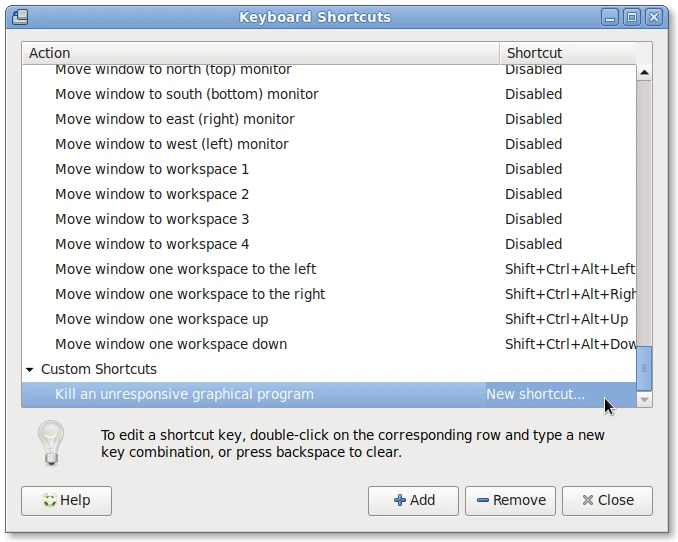 Keyboard Shortcuts
Action Shortcut
Move window to north (top) monitor Disabled
Move window to south (bottom) monitor Disabled
Move window to east (right) monitor Disabled
Move window to west (left) monitor Disabled
Move window to workspace 1 Disabled
Move window to workspace 2 Disabled
Move window to workspace 3 Disabled
Move window to workspace 4 Disabled
Move window one workspace to the left Shift+Ctrl+Alt+Left
Move window one workspace to the right Shift+Ctrl+Alt+Righ
Move window one workspace up Shift+Ctrl+Alt+Up
Move window one workspace down Shift+Ctrl+Alt+Dow
Custom Shortcuts
Kill an unresponsive graphical program New shortcut...
To edit a shortcut key, double-click on the corresponding row and type a new
key combination, or press backspace to clear.
Help Add Remove Close